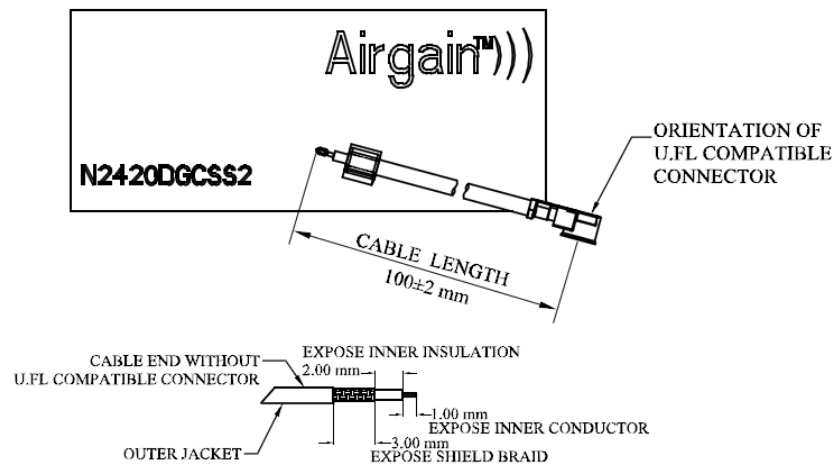 Airgain™
ORIENTATION OF
U.FL COMPATIBLE
CONNECTOR
N2420DGCSS2
CABLE LENGTH
100±2 mm
CABLE END WITHOUT
U.FL COMPATIBLE CONNECTOR
EXPOSE INNER INSULATION
2.00 mm
1.00 mm
EXPOSE INNER CONDUCTOR
OUTER JACKET
3.00 mm
EXPOSE SHIELD BRAID